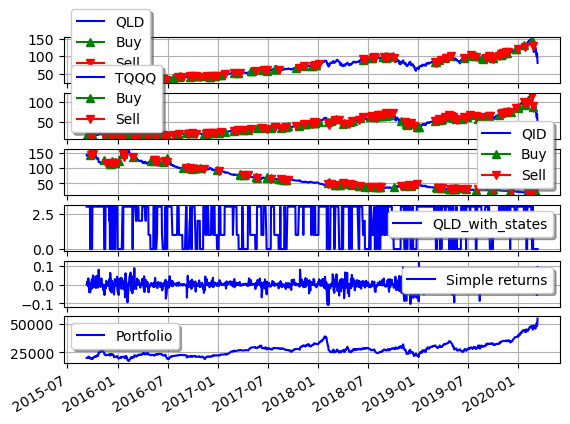 QLD
Buy
Sell
150
100
50
TQQQ
Buy
Sell
100
50
QID
Buy
Sell
150
100
50
QLD_with_states
2.5
0.0
Simple returns
0.1
0.0
−0.1
Portfolio
50000
25000
2015-07
2016-01
2016-07
2017-01
2017-07
2018-01
2018-07
2019-01
2019-07
2020-01